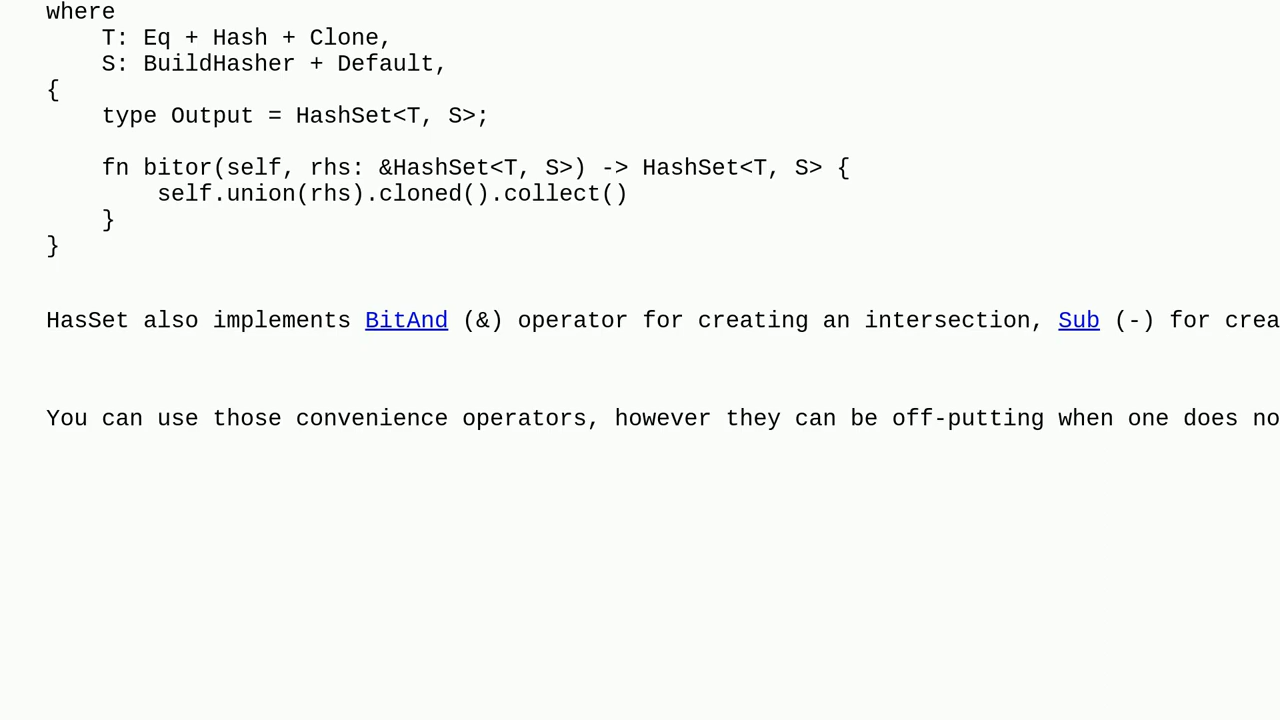 where
    T: Eq + Hash + Clone,
    S: BuildHasher + Default,
{
    type Output = HashSet<T, S>;

    fn bitor(self, rhs: &HashSet<T, S>) -> HashSet<T, S> {
        self.union(rhs).cloned().collect()
    }
}

HasSet also implements BitAnd (&) operator for creating an intersection, Sub (-) for crea

You can use those convenience operators, however they can be off-putting when one does no